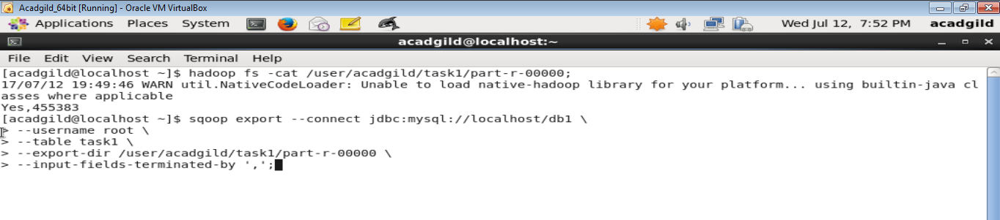 Acadgild_64bit [Running] - Oracle VM VirtualBox
Applications Places System Wed Jul 12, 7:52 PM acadgild
acadgild@localhost:~
File Edit View Search Terminal Help
[acadgild@localhost ~]$ hadoop fs -cat /user/acadgild/task1/part-r-00000;
17/07/12 19:49:46 WARN util.NativeCodeLoader: Unable to load native-hadoop library for your platform... using builtin-java cl
asses where applicable
Yes,455383
[acadgild@localhost ~]$ sqoop export --connect jdbc:mysql://localhost/db1 \
> --username root \
> --table task1 \
> --export-dir /user/acadgild/task1/part-r-00000 \
> --input-fields-terminated-by ',';